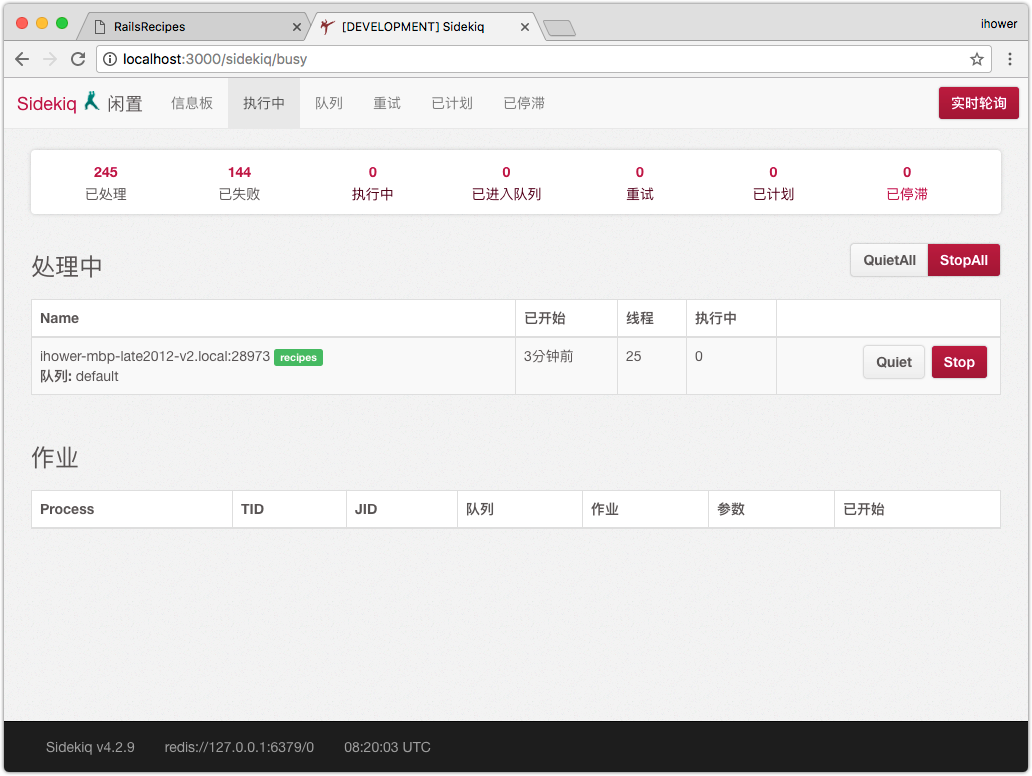 RailsRecipes
[DEVELOPMENT] Sidekiq
ihower
localhost:3000/sidekiq/busy
Sidekiq 闲置 信息板 执行中 队列 重试 已计划 已停滞 实时轮询
245 144 0 0 0 0 0
已处理 已失败 执行中 已进入队列 重试 已计划 已停滞
处理中
QuietAll StopAll
Name 已开始 线程 执行中
ihower-mbp-late2012-v2.local:28973 recipes 3分钟前 25 0 Quiet Stop
队列: default
作业
Process TID JID 队列 作业 参数 已开始
Sidekiq v4.2.9 redis://127.0.0.1:6379/0 08:20:03 UTC